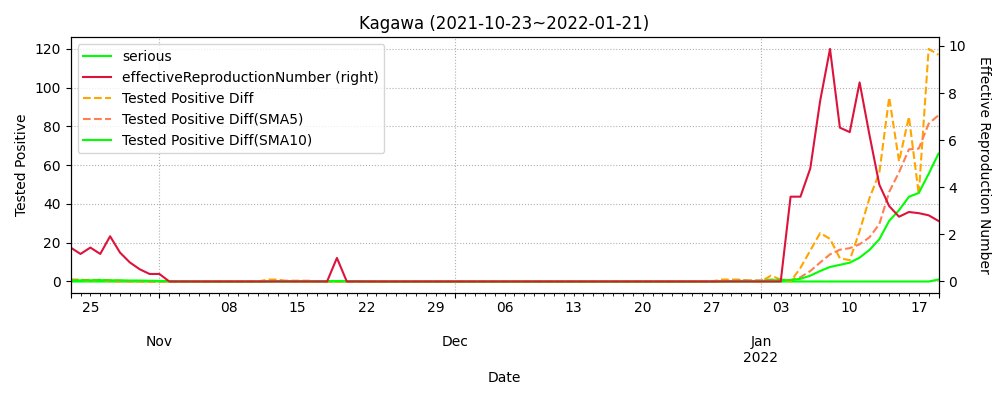 Kagawa (2021-10-23~2022-01-21)
serious
effectiveReproductionNumber (right)
Tested Positive Diff
Tested Positive Diff(SMA5)
Tested Positive Diff(SMA10)
Tested Positive
120
100
80
60
40
20
0
10
8
6
4
2
0
Effective Reproduction Number
25 08 15 22 29 06 13 20 27 03 10 17
Nov Dec Jan
2022
Date